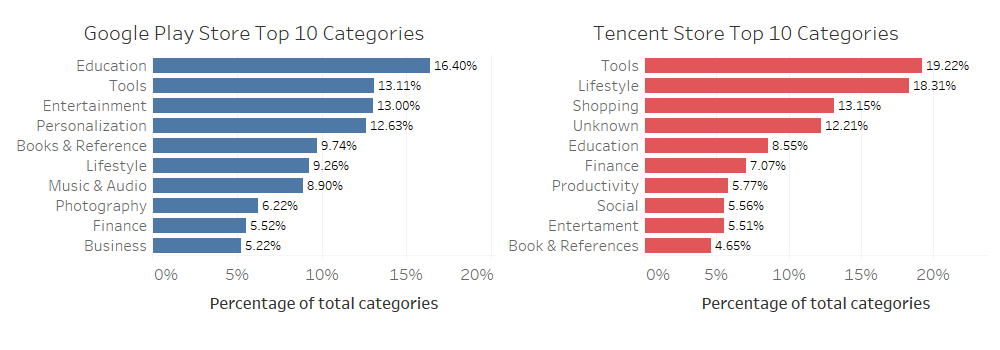 Google Play Store Top 10 Categories
Education 16.40%
Tools 13.11%
Entertainment 13.00%
Personalization 12.63%
Books & Reference 9.74%
Lifestyle 9.26%
Music & Audio 8.90%
Photography 6.22%
Finance 5.52%
Business 5.22%
0% 5% 10% 15% 20%
Percentage of total categories
Tencent Store Top 10 Categories
Tools 19.22%
Lifestyle 18.31%
Shopping 13.15%
Unknown 12.21%
Education 8.55%
Finance 7.07%
Productivity 5.77%
Social 5.56%
Entertament 5.51%
Book & References 4.65%
0% 5% 10% 15% 20%
Percentage of total categories